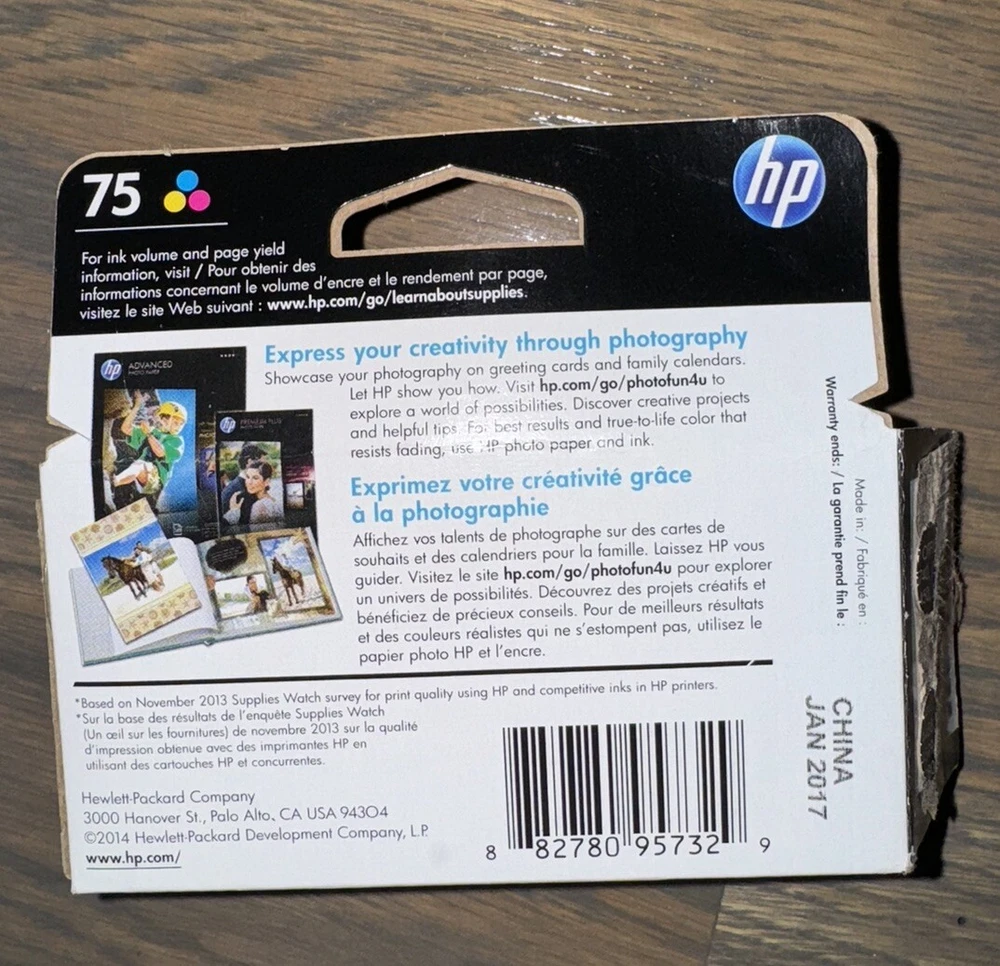 75
hp
For ink volume and page yield
information, visit / Pour obtenir des
informations concernant le volume d'encre et le rendement par page,
visitez le site Web suivant : www.hp.com/go/learnaboutsupplies.
Express your creativity through photography
Showcase your photography on greeting cards and family calendars.
Let HP show you how. Visit hp.com/go/photofun4u to
explore a world of possibilities. Discover creative projects
and helpful tips. For best results and true-to-life color that
resists fading, use HP photo paper and ink.
hp ADVANCED
PHOTO PAPER
hp PREMIUM PLUS
Exprimez votre créativité grâce
à la photographie
Affichez vos talents de photographe sur des cartes de
souhaits et des calendriers pour la famille. Laissez HP vous
guider. Visitez le site hp.com/go/photofun4u pour explorer
un univers de possibilités. Découvrez des projets créatifs et
bénéficiez de précieux conseils. Pour de meilleurs résultats
et des couleurs réalistes qui ne s'estompent pas, utilisez le
papier photo HP et l'encre.
Made in: / Fabriqué en :
Warranty ends: / La garantie prend fin le :
CHINA
JAN 2017
*Based on November 2013 Supplies Watch survey for print quality using HP and competitive inks in HP printers.
*Sur la base des résultats de l'enquête Supplies Watch
(Un œil sur les fournitures) de novembre 2013 sur la qualité
d'impression obtenue avec des imprimantes HP en
utilisant des cartouches HP et concurrentes.
Hewlett-Packard Company
3000 Hanover St., Palo Alto, CA USA 94304
©2014 Hewlett-Packard Development Company, L.P.
www.hp.com/
8 82780 95732 9